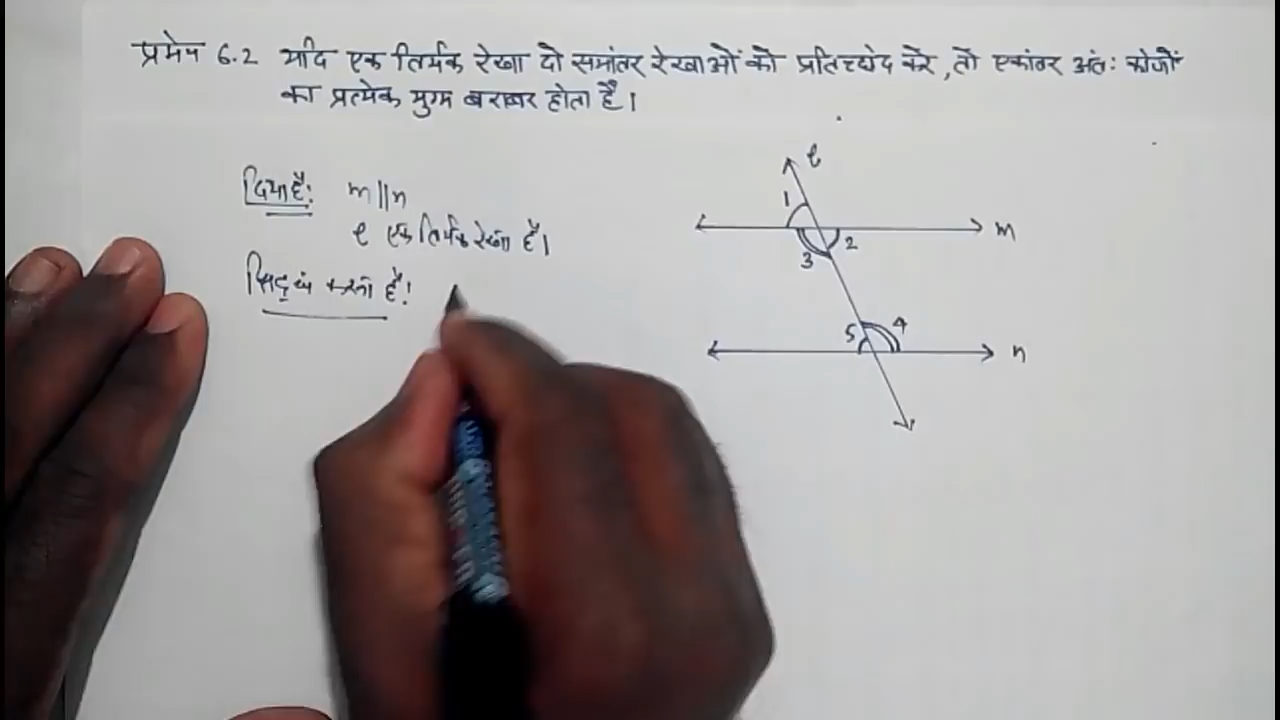 प्रमेय 6.2 यदि एक तिर्यक रेखा दो समांतर रेखाओं को प्रतिच्छेद करे, तो एकांतर अंतः कोणों
का प्रत्येक युग्म बराबर होता है।
दिया है: m||n
l एक तिर्यक रेखा है।
सिद्ध करना है:
l
1
m
2
3
5
4
n